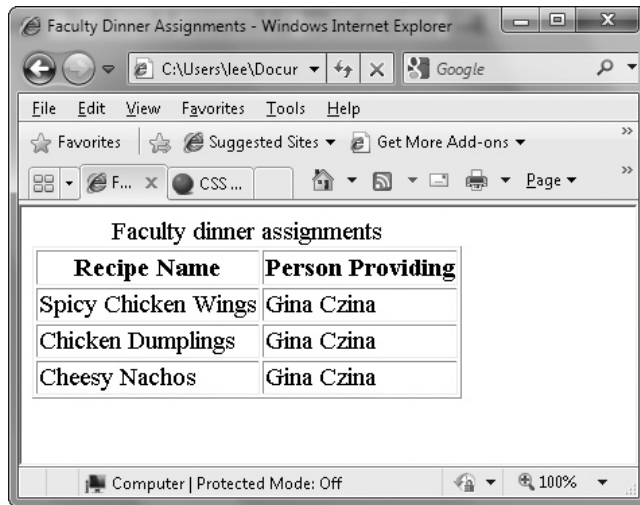 Faculty Dinner Assignments - Windows Internet Explorer
C:\Users\lee\Docur
Google
File Edit View Favorites Tools Help
Favorites Suggested Sites Get More Add-ons
F... CSS ... Page
Faculty dinner assignments
Recipe Name Person Providing
Spicy Chicken Wings Gina Czina
Chicken Dumplings Gina Czina
Cheesy Nachos Gina Czina
Computer | Protected Mode: Off 100%